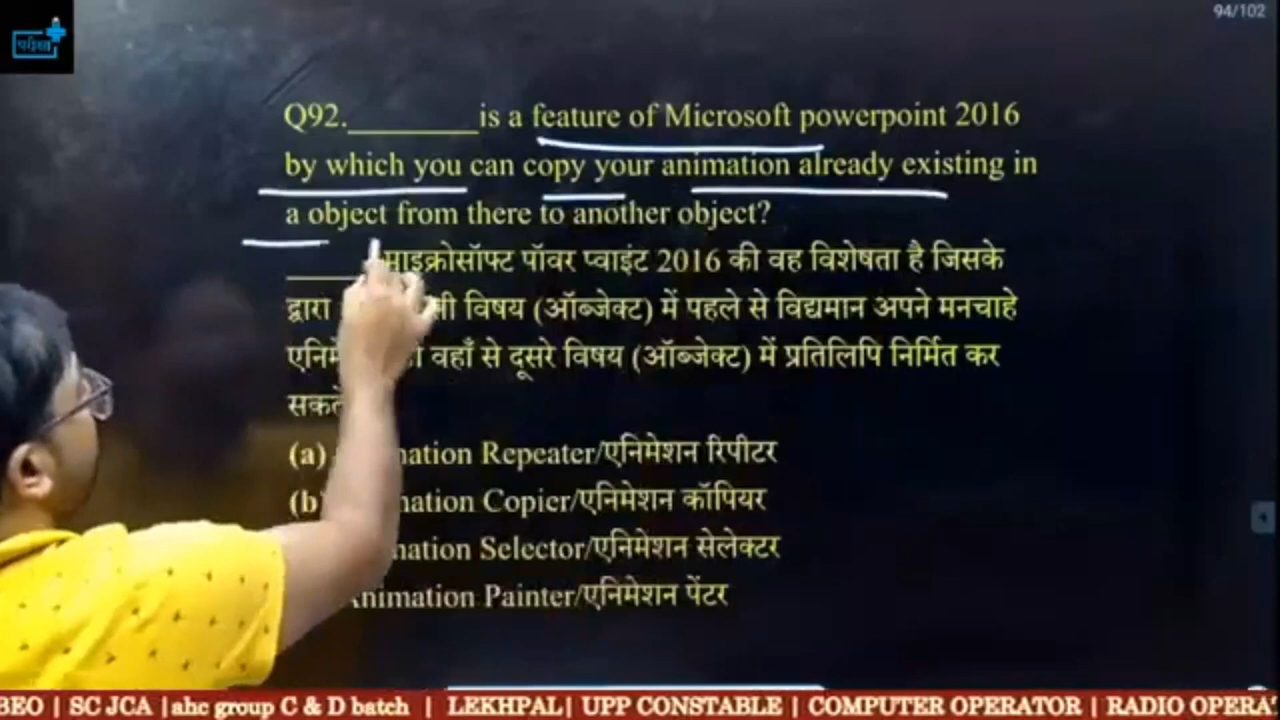 94/102
परीक्षा
Q92.________is a feature of Microsoft powerpoint 2016
by which you can copy your animation already existing in
a object from there to another object?
माइक्रोसॉफ्ट पॉवर प्वाइंट 2016 की वह विशेषता है जिसके
द्वारा विषय (ऑब्जेक्ट) में पहले से विद्यमान अपने मनचाहे
वहाँ से दूसरे विषय (ऑब्जेक्ट) में प्रतिलिपि निर्मित कर
(a) Repeater/एनिमेशन रिपीटर
(b) Copier/एनिमेशन कॉपियर
Selector/एनिमेशन सेलेक्टर
Animation Painter/एनिमेशन पेंटर
BEO | SC JCA |ahc group C & D batch | LEKHPAL| UPP CONSTABLE | COMPUTER OPERATOR | RADIO OPERA